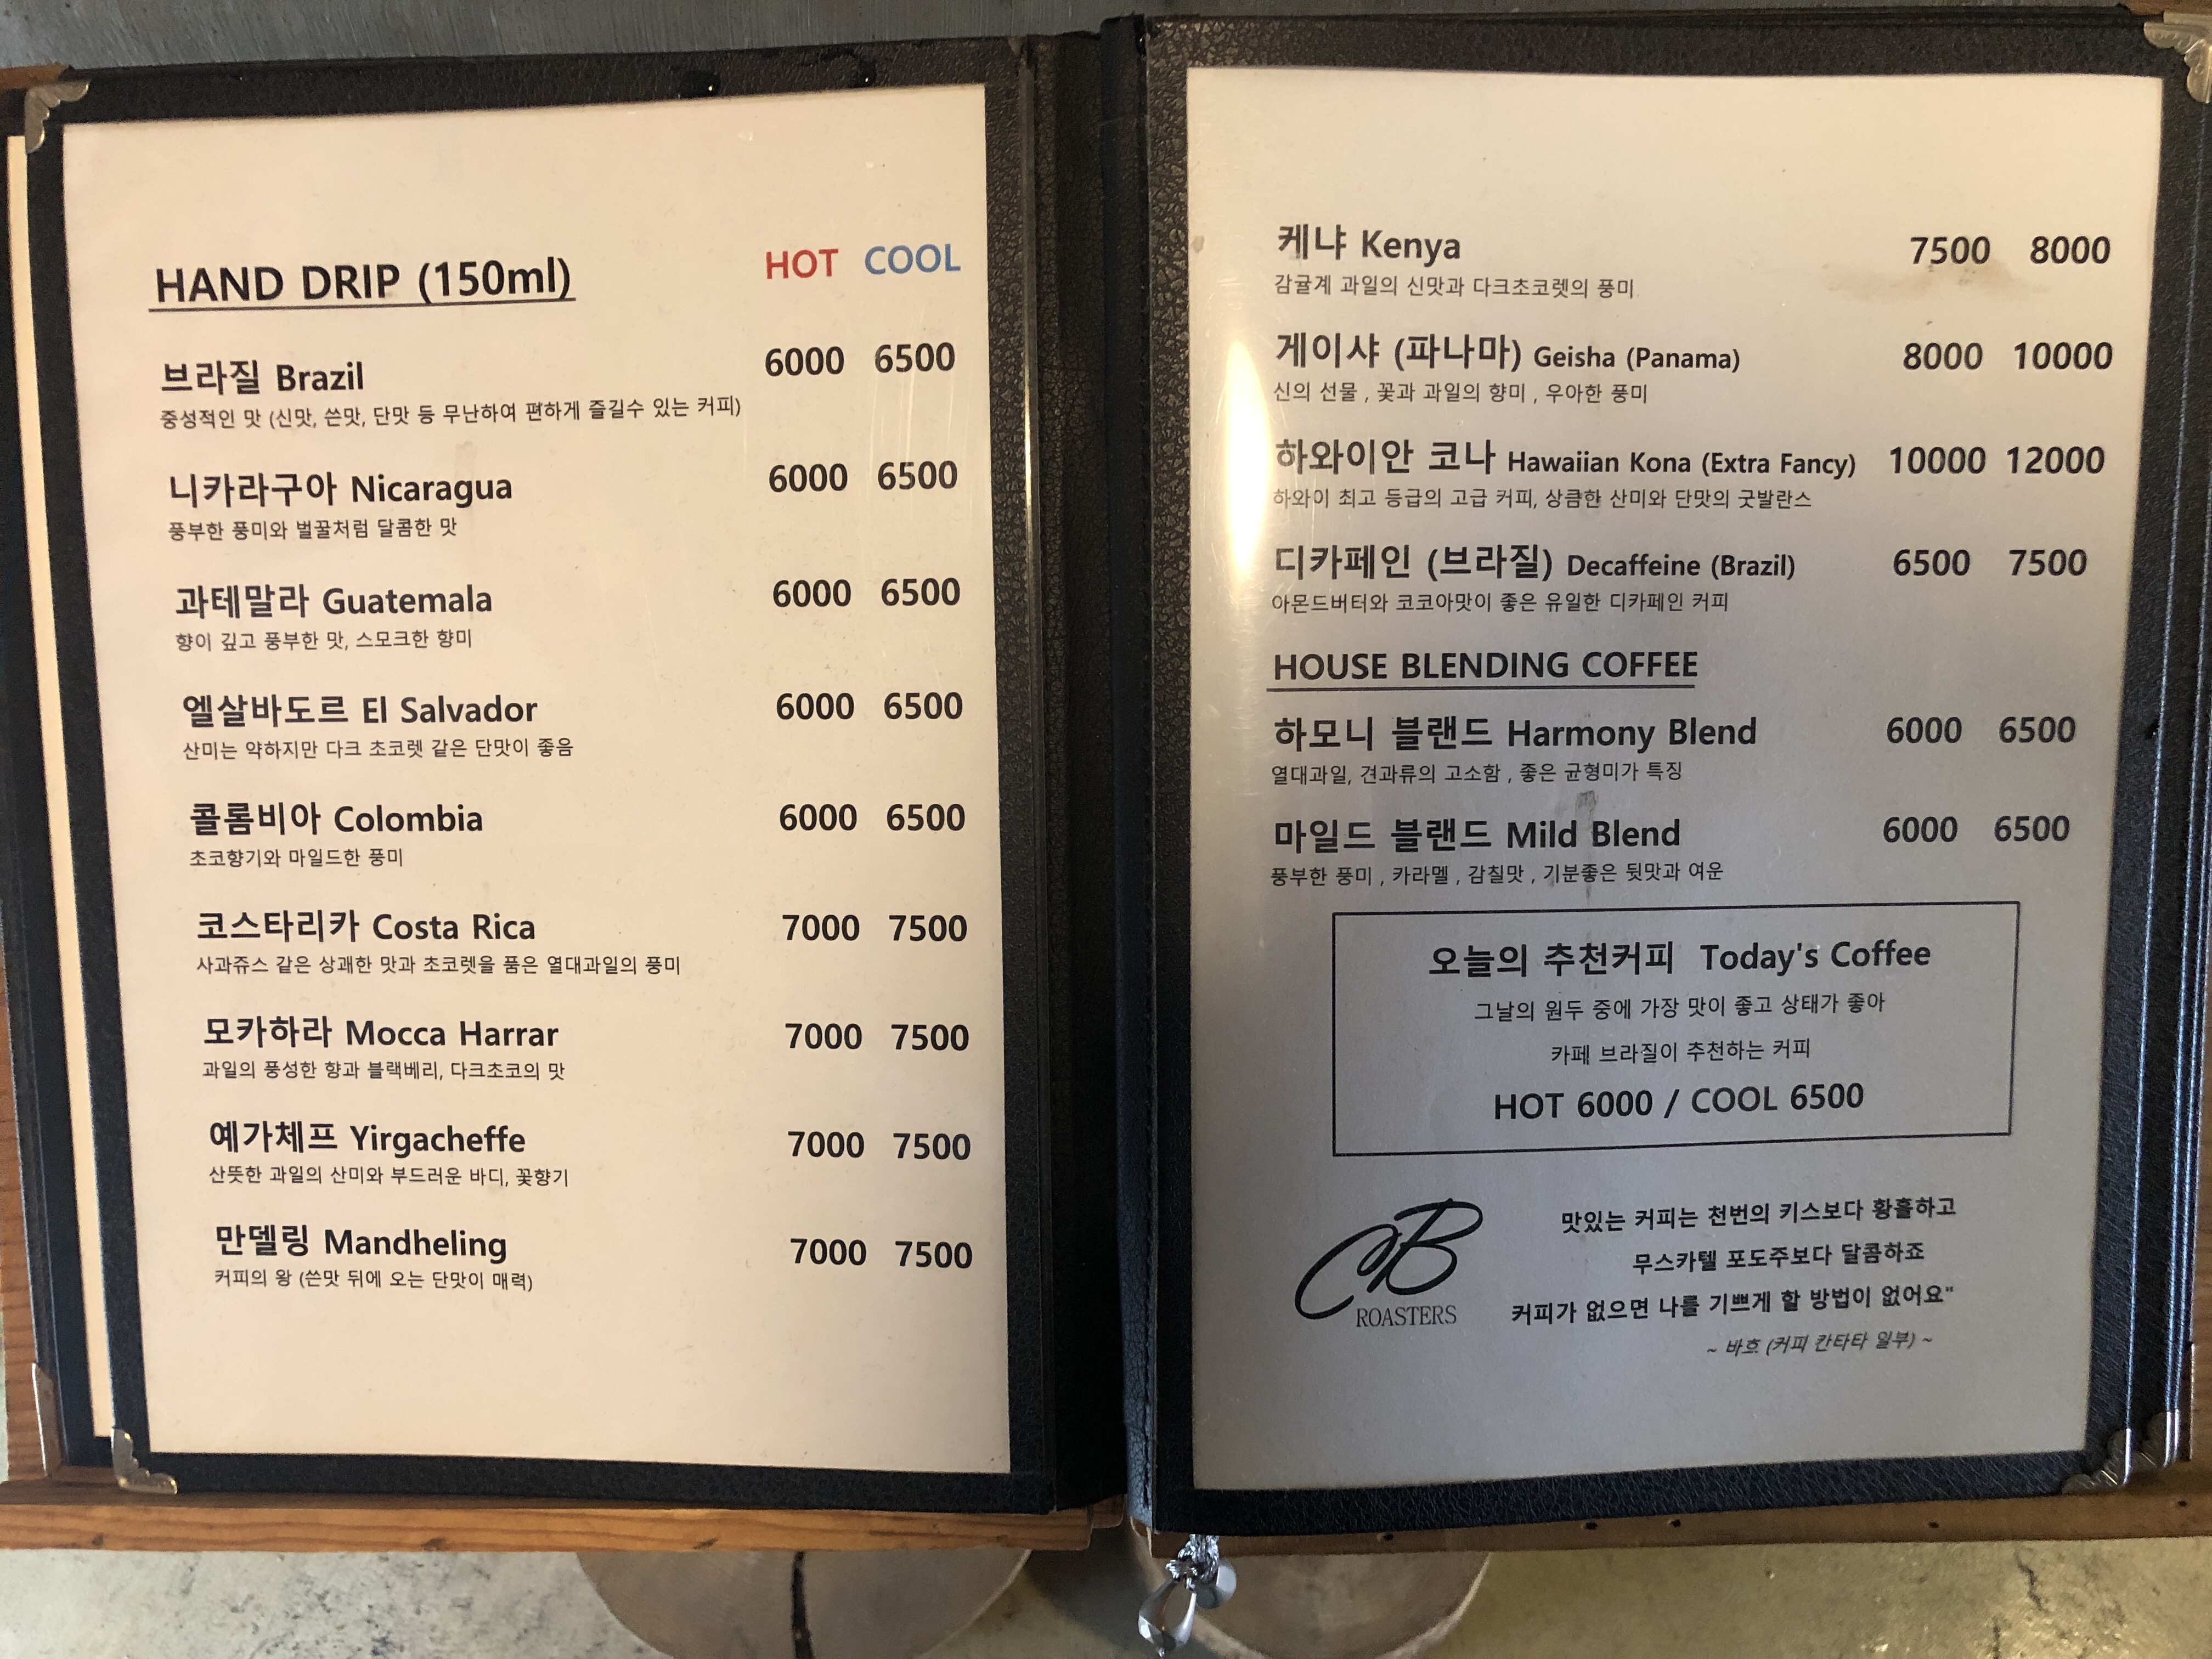 HAND DRIP (150ml) HOT COOL
브라질 Brazil 6000 6500
중성적인 맛 (신맛, 쓴맛, 단맛 등 무난하여 편하게 즐길수 있는 커피)
니카라구아 Nicaragua 6000 6500
풍부한 풍미와 벌꿀처럼 달콤한 맛
과테말라 Guatemala 6000 6500
향이 깊고 풍부한 맛, 스모크한 향미
엘살바도르 El Salvador 6000 6500
산미는 약하지만 다크 초코렛 같은 단맛이 좋음
콜롬비아 Colombia 6000 6500
초코향기와 마일드한 풍미
코스타리카 Costa Rica 7000 7500
사과쥬스 같은 상쾌한 맛과 초코렛을 품은 열대과일의 풍미
모카하라 Mocca Harrar 7000 7500
과일의 풍성한 향과 블랙베리, 다크초코의 맛
예가체프 Yirgacheffe 7000 7500
산뜻한 과일의 산미와 부드러운 바디, 꽃향기
만델링 Mandheling 7000 7500
커피의 왕 (쓴맛 뒤에 오는 단맛이 매력)
케냐 Kenya 7500 8000
감귤계 과일의 신맛과 다크초코렛의 풍미
게이샤 (파나마) Geisha (Panama) 8000 10000
신의 선물 , 꽃과 과일의 향미 , 우아한 풍미
하와이안 코나 Hawaiian Kona (Extra Fancy) 10000 12000
하와이 최고 등급의 고급 커피, 상큼한 산미와 단맛의 굿발란스
디카페인 (브라질) Decaffeine (Brazil) 6500 7500
아몬드버터와 코코아맛이 좋은 유일한 디카페인 커피
HOUSE BLENDING COFFEE
하모니 블랜드 Harmony Blend 6000 6500
열대과일, 견과류의 고소함 , 좋은 균형미가 특징
마일드 블랜드 Mild Blend 6000 6500
풍부한 풍미 , 카라멜 , 감칠맛 , 기분좋은 뒷맛과 여운
오늘의 추천커피 Today's Coffee
그날의 원두 중에 가장 맛이 좋고 상태가 좋아
카페 브라질이 추천하는 커피
HOT 6000 / COOL 6500
CB
ROASTERS
맛있는 커피는 천번의 키스보다 황홀하고
무스카텔 포도주보다 달콤하죠
커피가 없으면 나를 기쁘게 할 방법이 없어요"
~ 바흐 (커피 칸타타 일부) ~